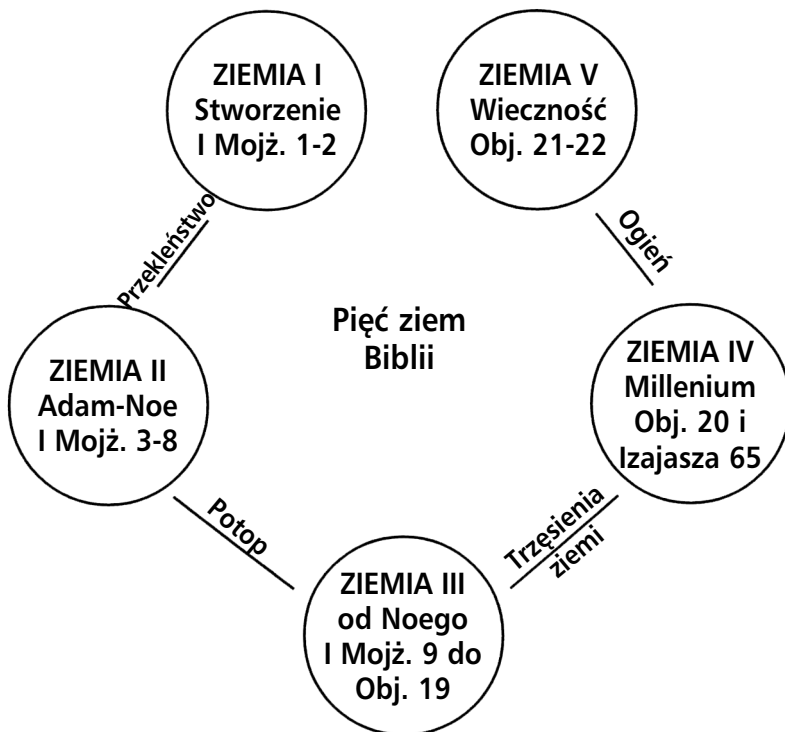 ZIEMIA I
Stworzenie
I Mojż. 1-2
ZIEMIA V
Wieczność
Obj. 21-22
Przekleństwo
Ogień
Pięć ziem
Biblii
ZIEMIA II
Adam-Noe
I Mojż. 3-8
ZIEMIA IV
Millenium
Obj. 20 i
Izajasza 65
Potop
Trzęsienia
ziemi
ZIEMIA III
od Noego
I Mojż. 9 do
Obj. 19